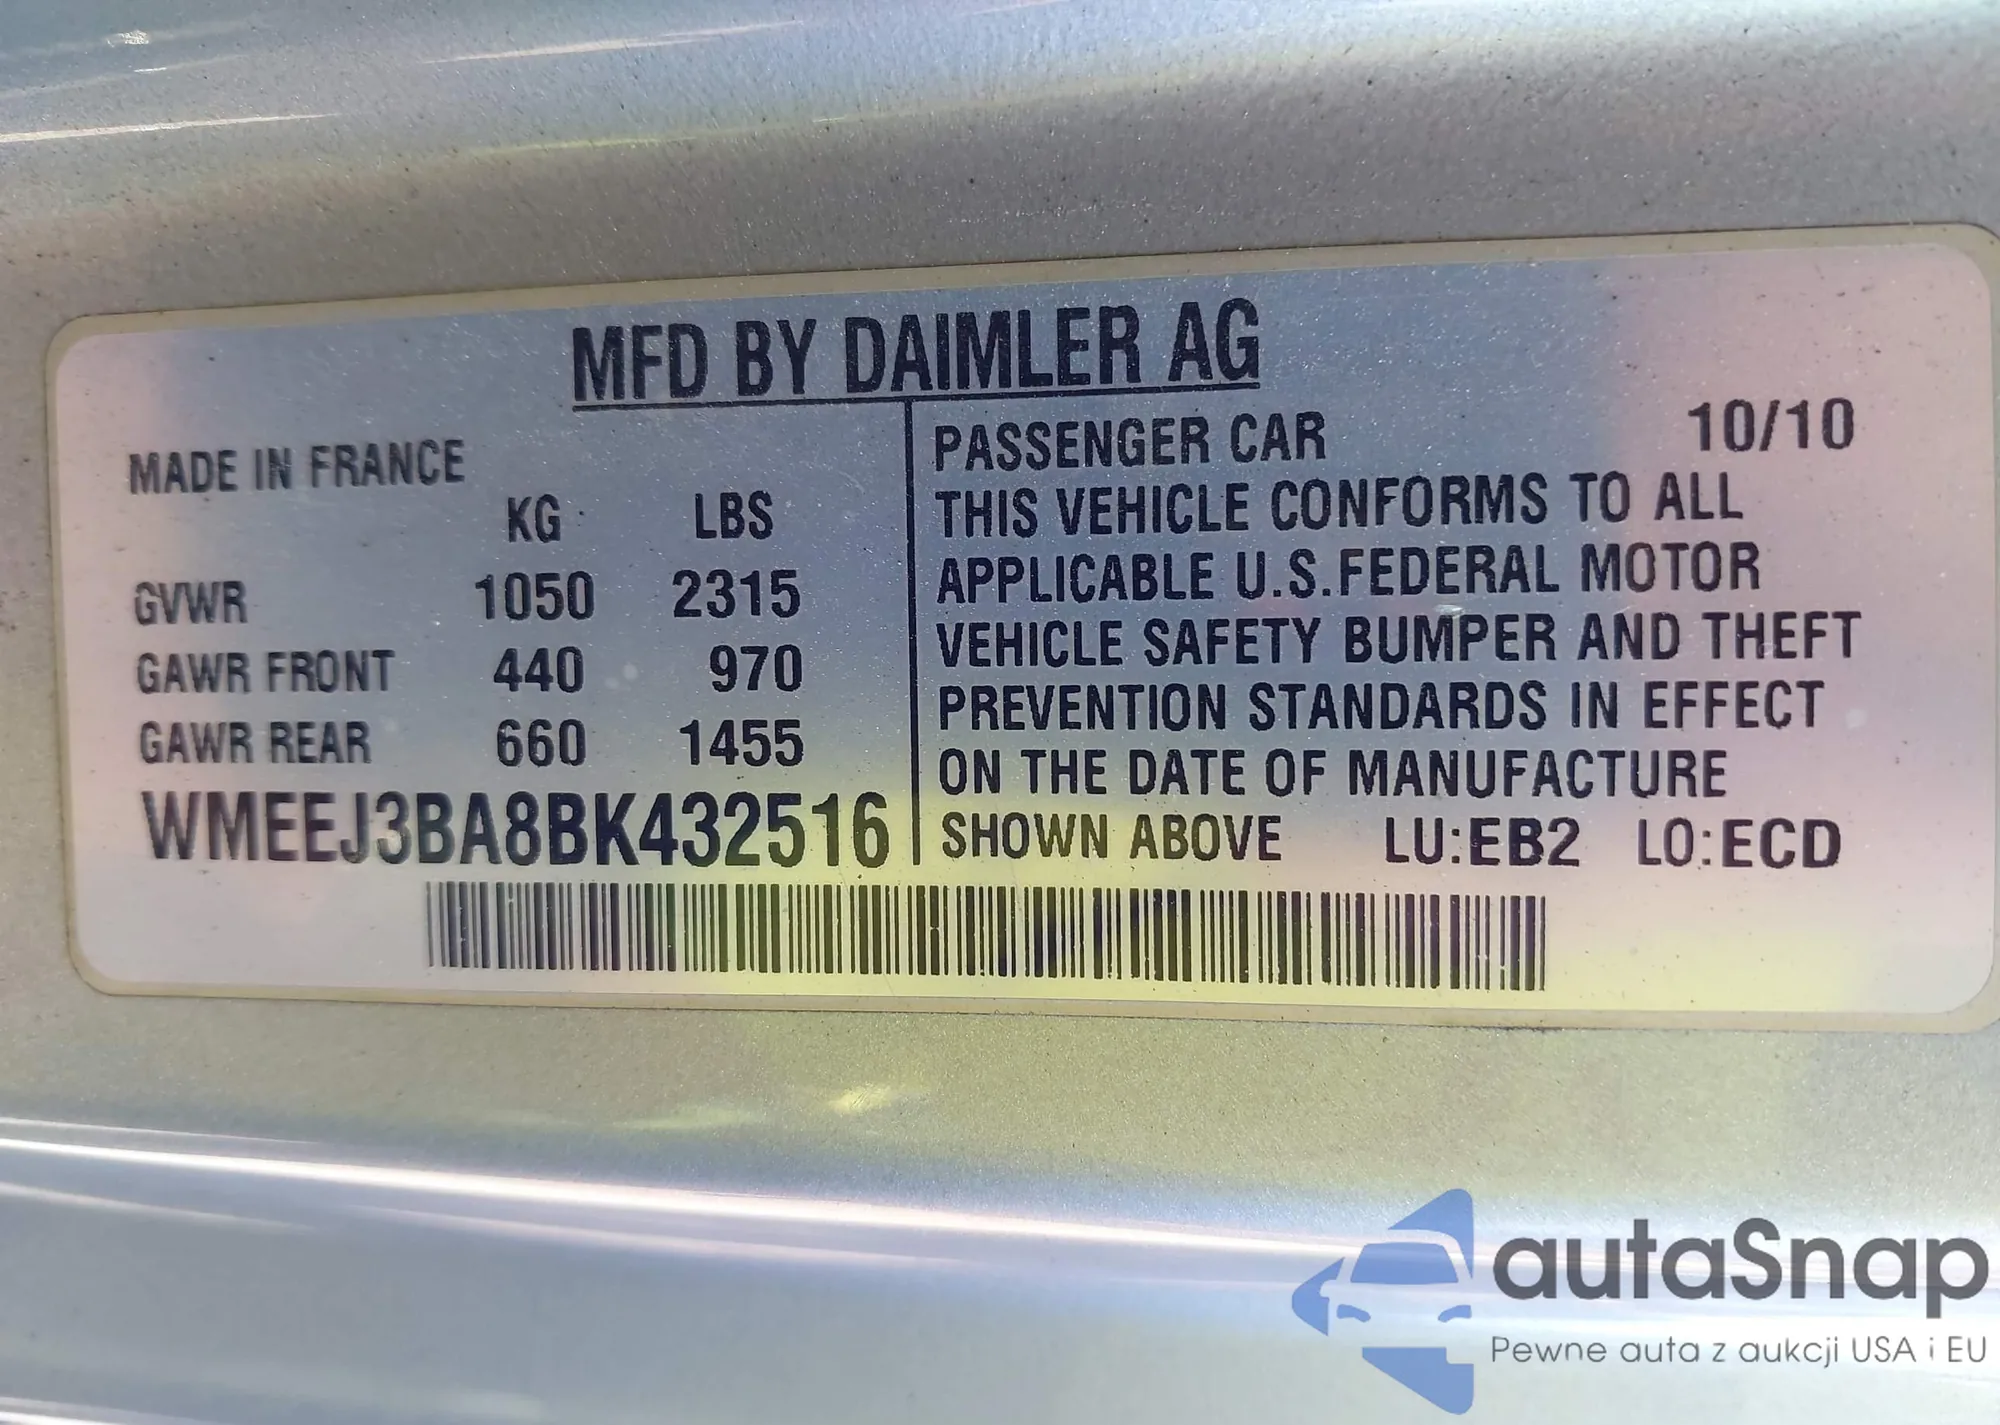 MFD BY DAIMLER AG
MADE IN FRANCE
KG LBS
GVWR 1050 2315
GAWR FRONT 440 970
GAWR REAR 660 1455
WMEEJ3BA8BK432516
PASSENGER CAR 10/10
THIS VEHICLE CONFORMS TO ALL
APPLICABLE U.S.FEDERAL MOTOR
VEHICLE SAFETY BUMPER AND THEFT
PREVENTION STANDARDS IN EFFECT
ON THE DATE OF MANUFACTURE
SHOWN ABOVE LU:EB2 LO:ECD
autaSnap
Pewne auta z aukcji USA i EU